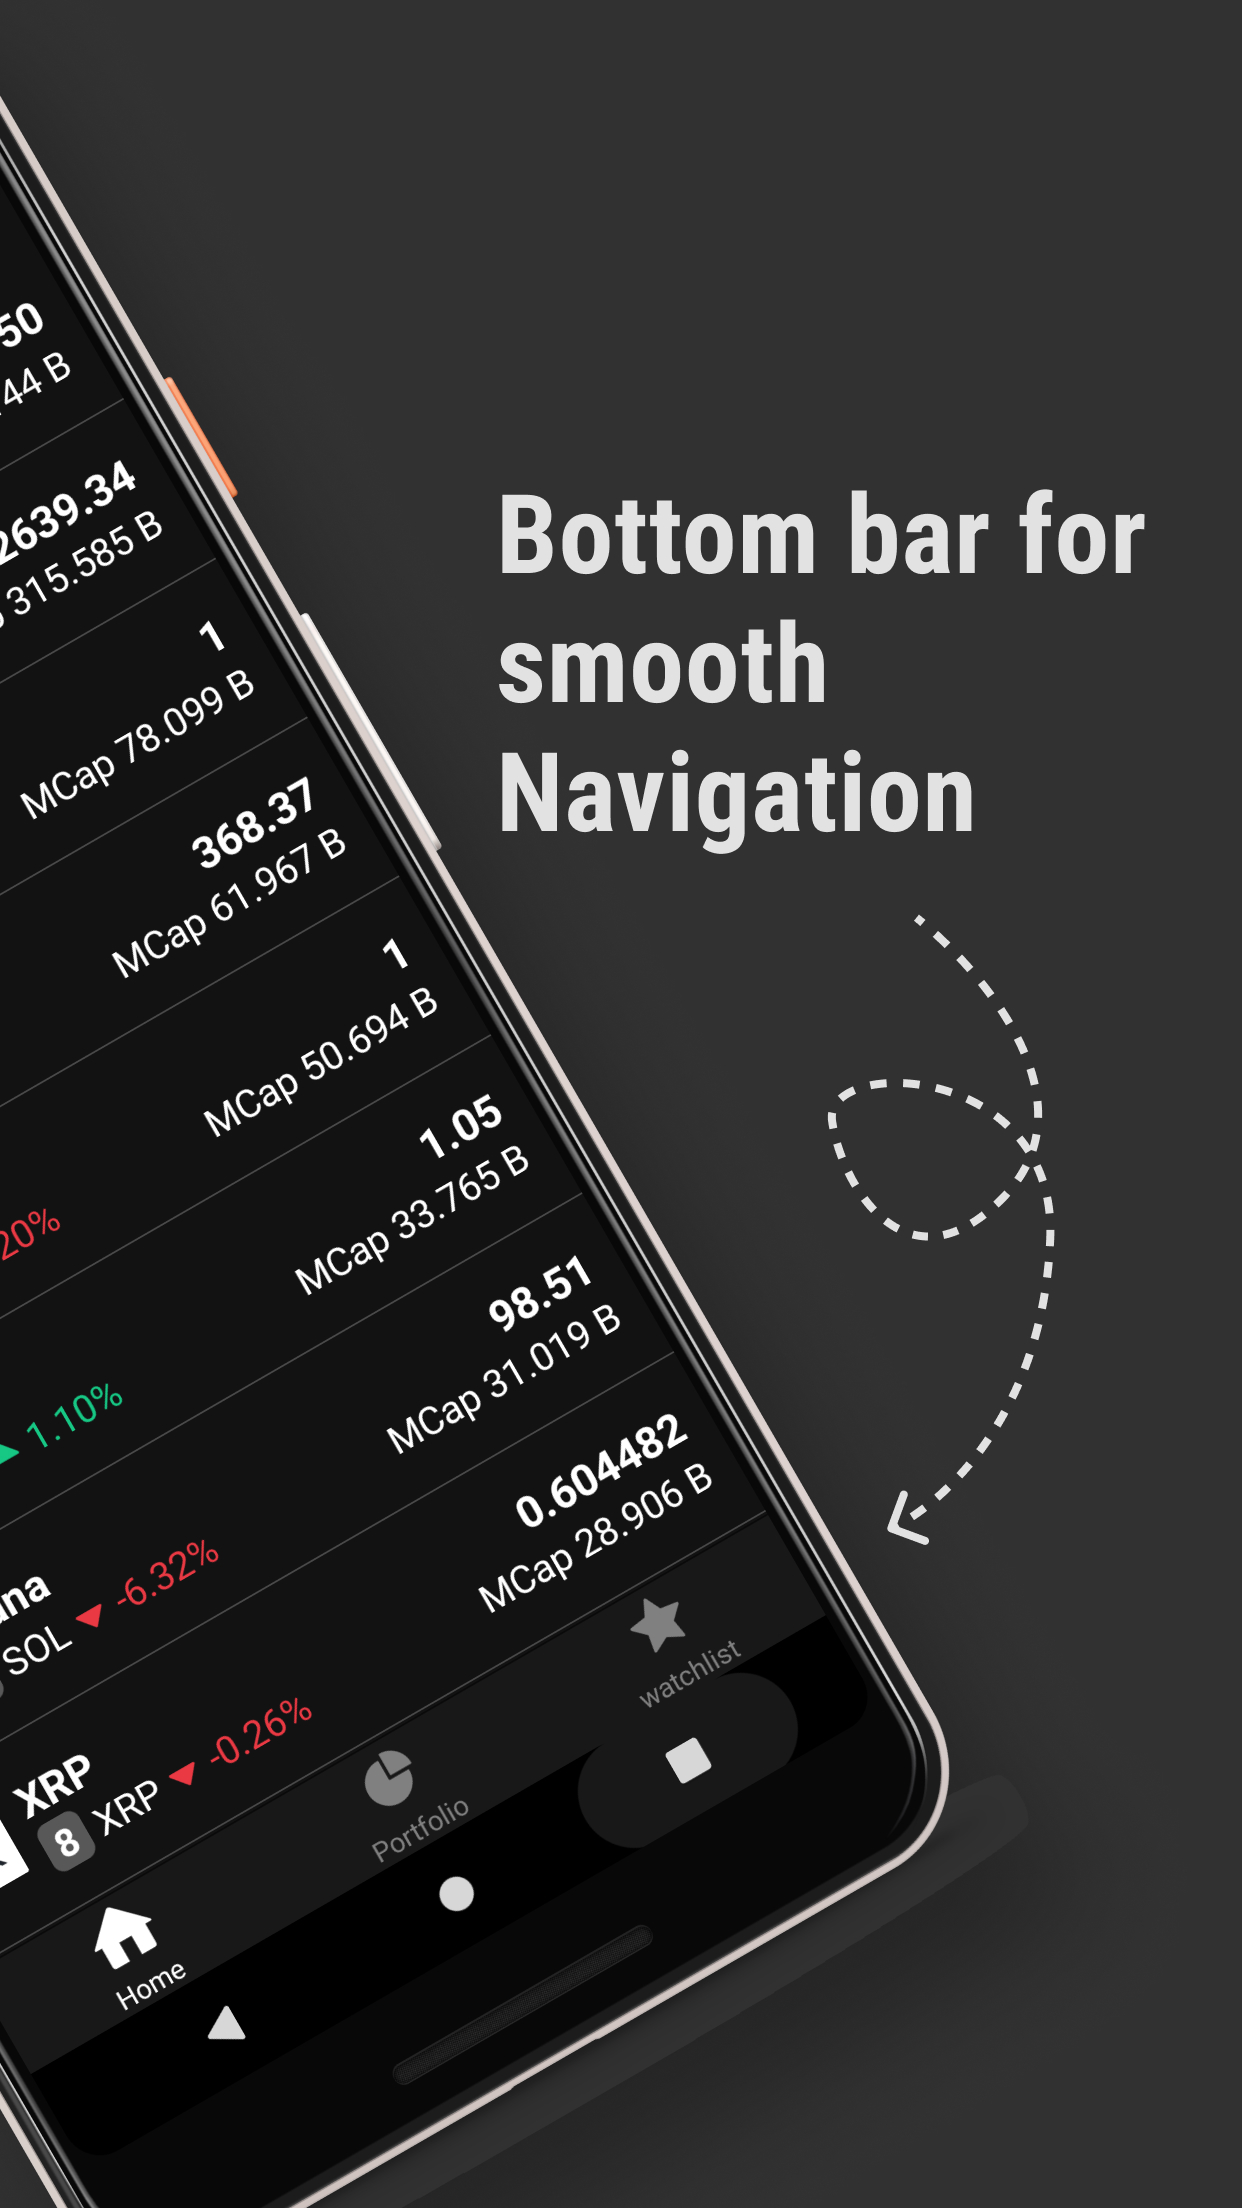 Bottom bar for
smooth
Navigation
50
44 B
2639.34
315.585 B
1
MCap 78.099 B
368.37
MCap 61.967 B
1
MCap 50.694 B
20%
1.05
MCap 33.765 B
1.10%
98.51
MCap 31.019 B
SOL -6.32%
0.604482
MCap 28.906 B
XRP
8 XRP -0.26%
Home
Portfolio
watchlist